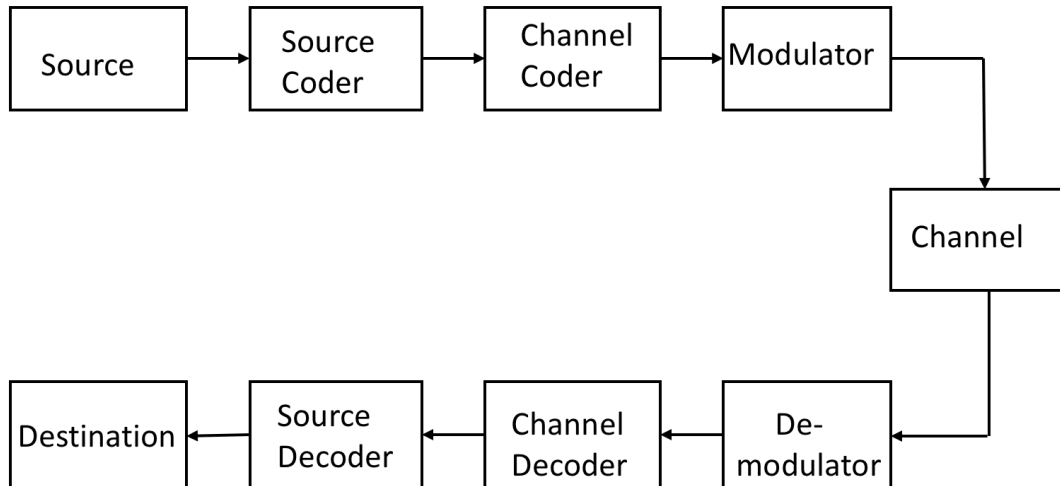 Source
Source
Coder
Channel
Coder
Modulator
Channel
Destination
Source
Decoder
Channel
Decoder
De-
modulator